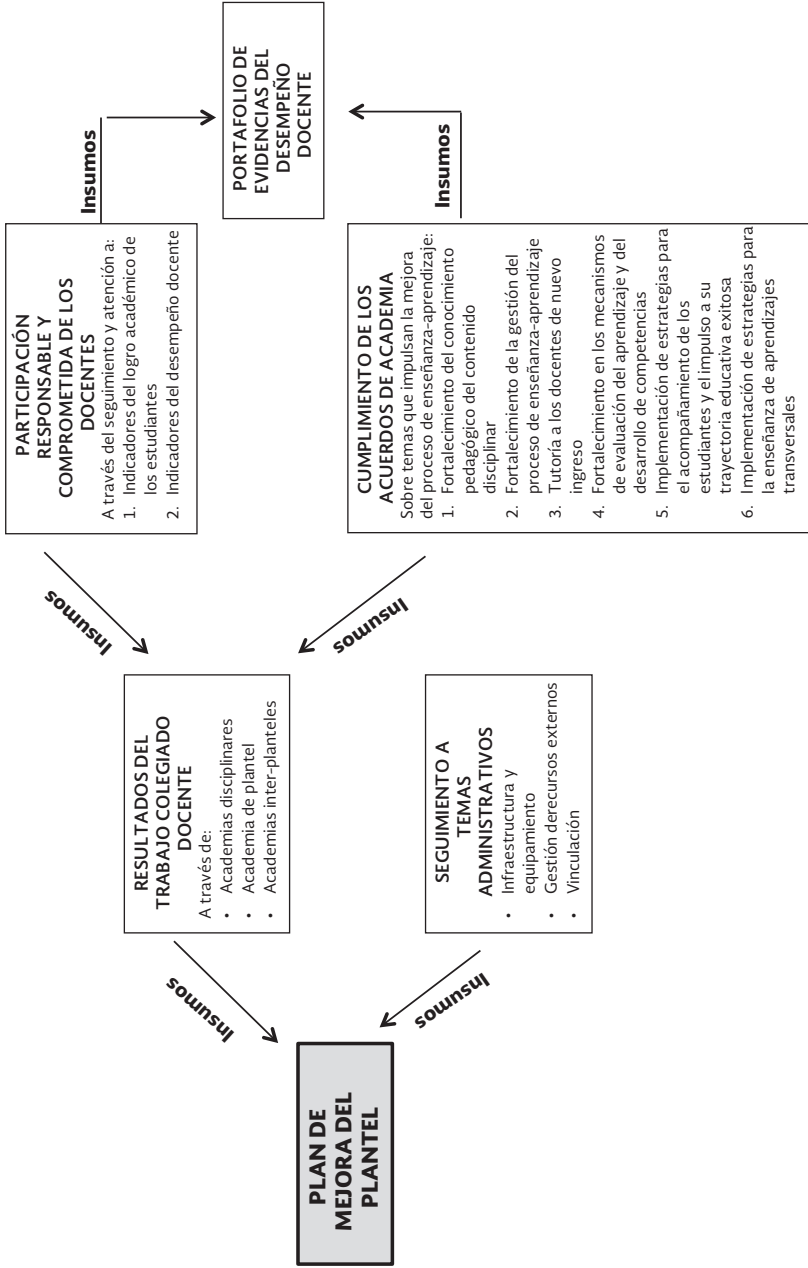 PLAN DE
MEJORA DEL
PLANTEL
Insumos
Insumos
RESULTADOS DEL
TRABAJO COLEGIADO
DOCENTE
A través de:
• Academias disciplinares
• Academia de plantel
• Academias inter-planteles
SEGUIMIENTO A
TEMAS
ADMINISTRATIVOS
• Infraestructura y
equipamiento
• Gestión derecursos externos
• Vinculación
Insumos
Insumos
PARTICIPACIÓN
RESPONSABLE Y
COMPROMETIDA DE LOS
DOCENTES
A través del seguimiento y atención a:
1. Indicadores del logro académico de
los estudiantes
2. Indicadores del desempeño docente
CUMPLIMIENTO DE LOS
ACUERDOS DE ACADEMIA
Sobre temas que impulsan la mejora
del proceso de enseñanza-aprendizaje:
1. Fortalecimiento del conocimiento
pedagógico del contenido
disciplinar
2. Fortalecimiento de la gestión del
proceso de enseñanza-aprendizaje
3. Tutoría a los docentes de nuevo
ingreso
4. Fortalecimiento en los mecanismos
de evaluación del aprendizaje y del
desarrollo de competencias
5. Implementación de estrategias para
el acompañamiento de los
estudiantes y el impulso a su
trayectoria educativa exitosa
6. Implementación de estrategias para
la enseñanza de aprendizajes
transversales
Insumos
Insumos
PORTAFOLIO DE
EVIDENCIAS DEL
DESEMPEÑO
DOCENTE